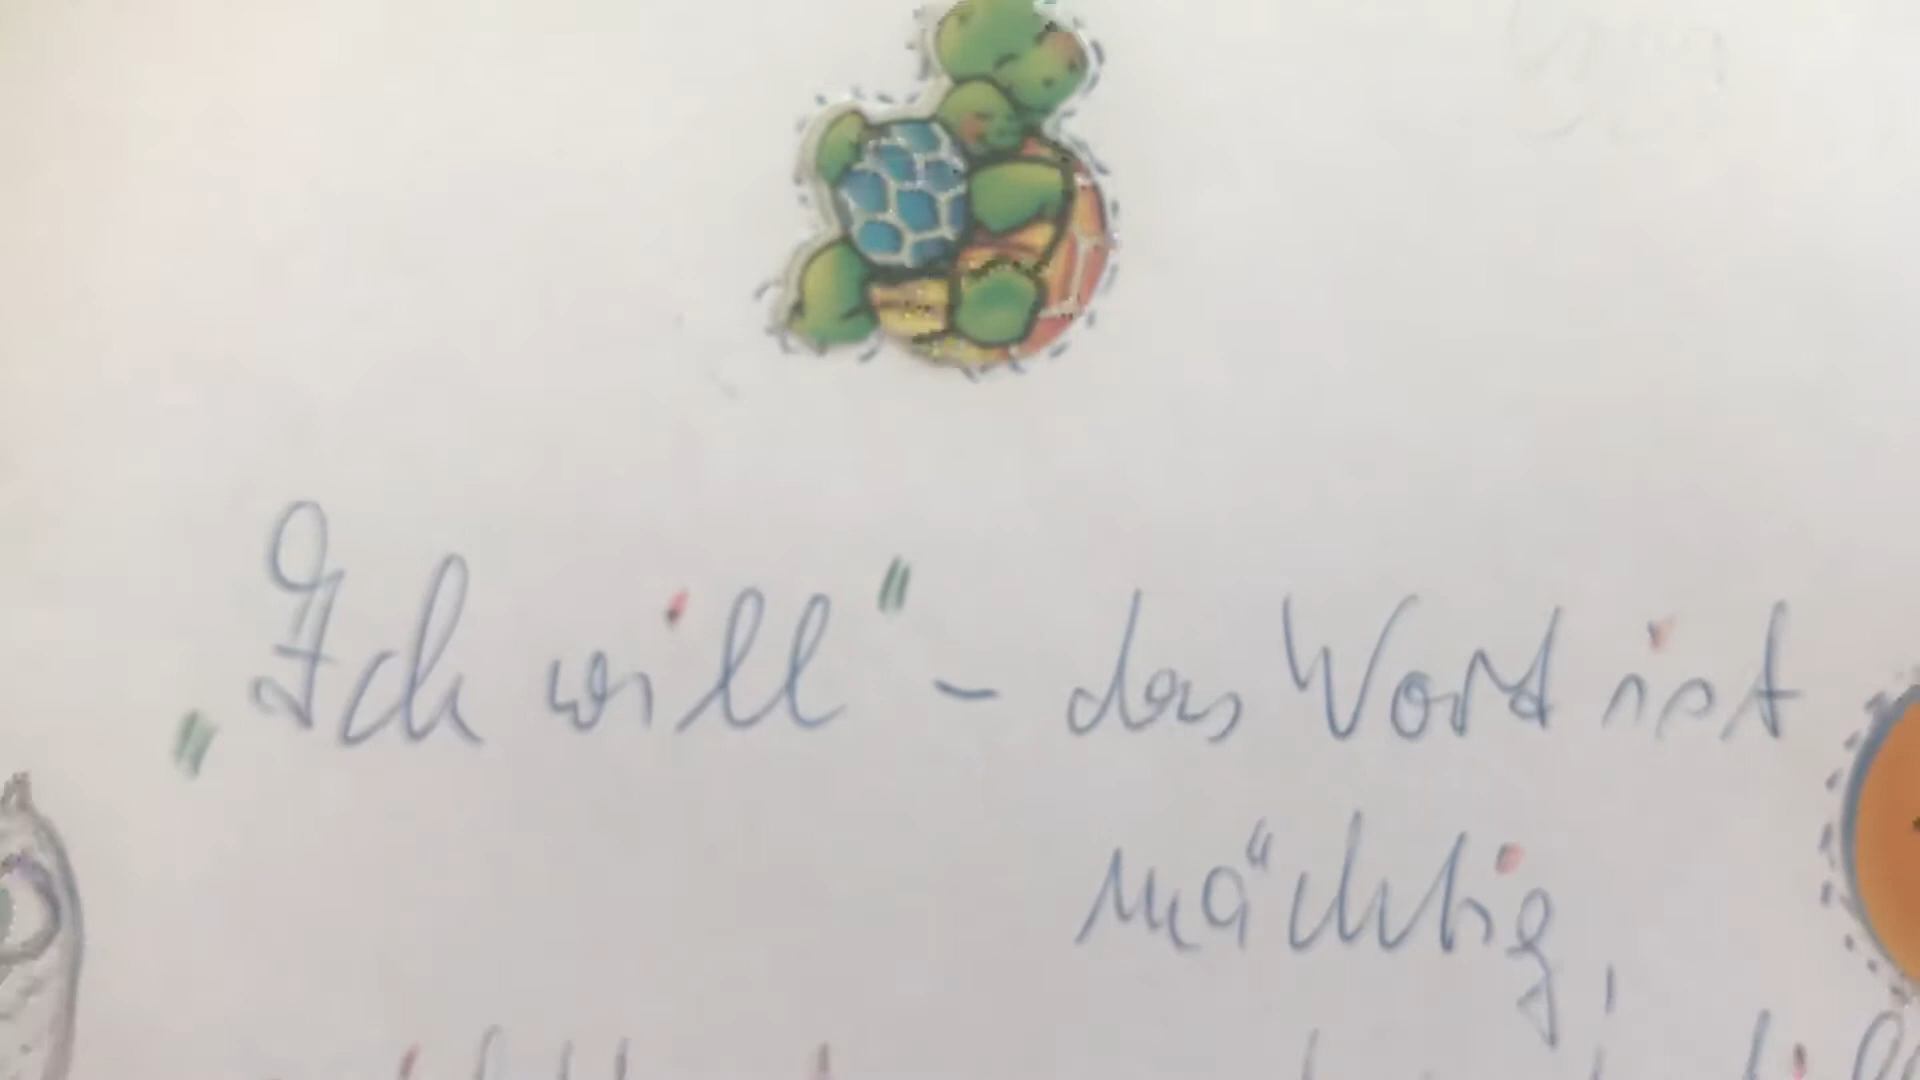 „Ich will" – das Wort ist
mächtig,